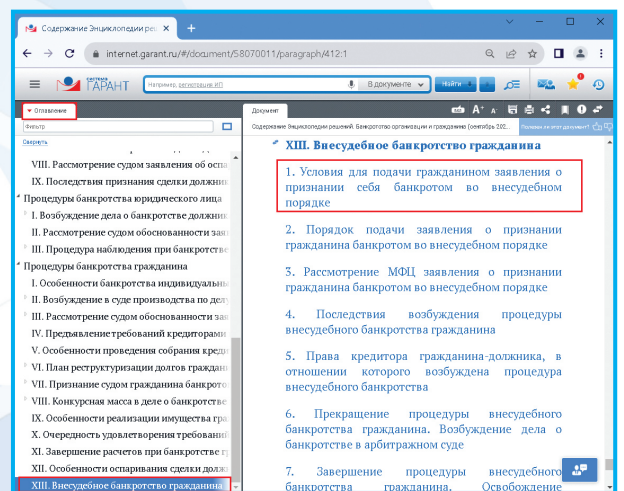 Содержание Энциклопедии реш
internet.garant.ru/#/document/58070011/paragraph/412:1
система
ГАРАНТ
Например, регистрация ИП
В документе
Найти
Оглавление
Документ
Фильтр
Содержание Энциклопедии решений. Банкротство организации и гражданина (сентябрь 202...
Полезен ли этот документ?
Свернуть
VIII. Рассмотрение судом заявления об оспа
IX. Последствия признания сделки должник
Процедуры банкротства юридического лица
I. Возбуждение дела о банкротстве должник
II. Рассмотрение судом обоснованности зая
III. Процедура наблюдения при банкротстве
Процедуры банкротства гражданина
I. Особенности банкротства индивидуальны
II. Возбуждение в суде производства по делу
III. Рассмотрение судом обоснованности зая
IV. Предъявление требований кредиторами
V. Особенности проведения собрания креди
VI. План реструктуризации долгов граждани
VII. Признание судом гражданина банкрото
VIII. Конкурсная масса в деле о банкротстве
IX. Особенности реализации имущества гра
X. Очередность удовлетворения требований
XI. Завершение расчетов при банкротстве г
XII. Особенности оспаривания сделки долж
XIII. Внесудебное банкротство гражданина
XIII. Внесудебное банкротство гражданина
1. Условия для подачи гражданином заявления о
признании себя банкротом во внесудебном
порядке
2. Порядок подачи заявления о признании
гражданина банкротом во внесудебном порядке
3. Рассмотрение МФЦ заявления о признании
гражданина банкротом во внесудебном порядке
4. Последствия возбуждения процедуры
внесудебного банкротства гражданина
5. Права кредитора гражданина-должника, в
отношении которого возбуждена процедура
внесудебного банкротства
6. Прекращение процедуры внесудебного
банкротства гражданина. Возбуждение дела о
банкротстве в арбитражном суде
7. Завершение процедуры внесудебного
банкротства гражданина. Освобождение